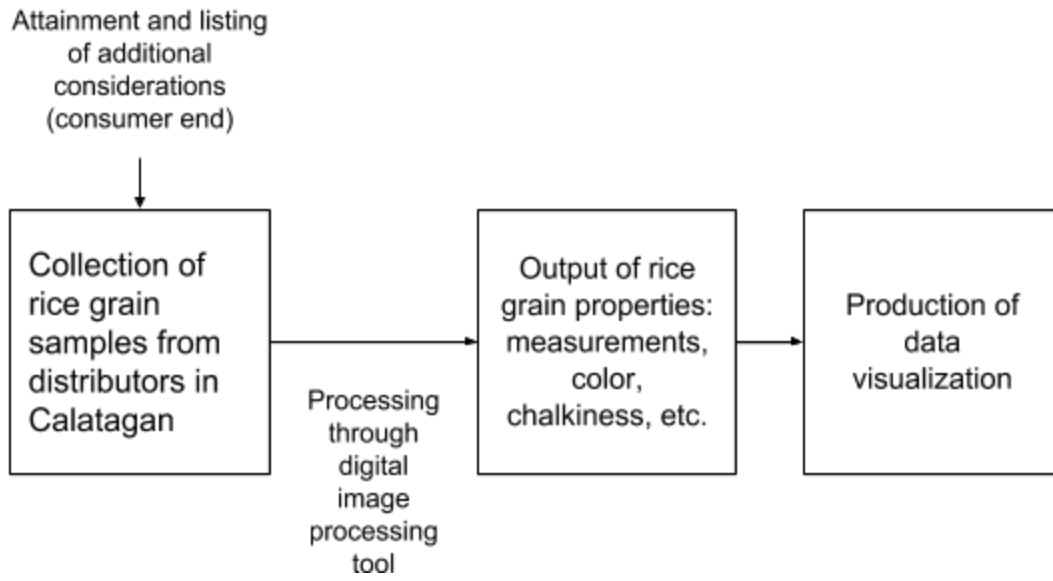 Attainment and listing
of additional
considerations
(consumer end)
Collection of
rice grain
samples from
distributors in
Calatagan
Processing
through
digital
image
processing
tool
Output of rice
grain properties:
measurements,
color,
chalkiness, etc.
Production of
data
visualization